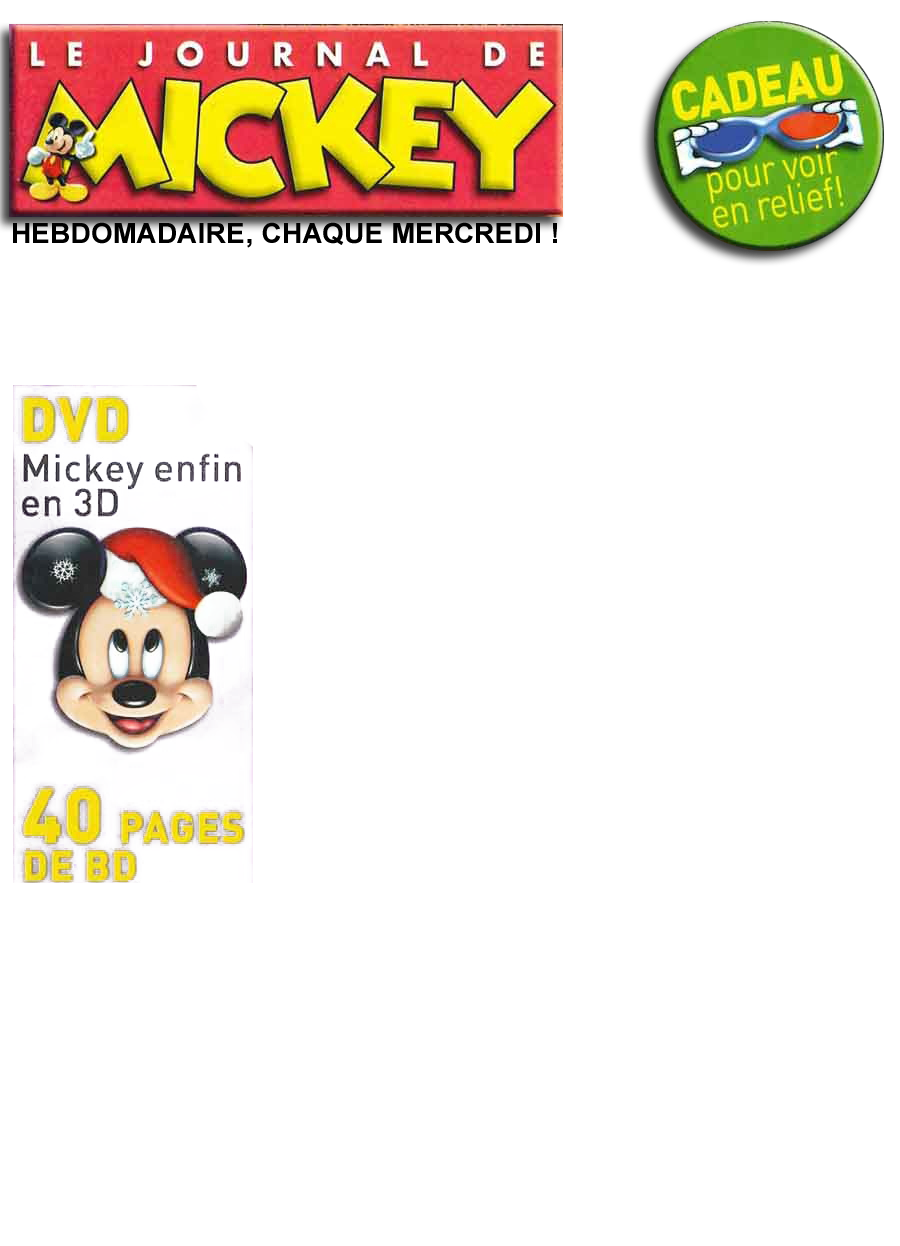 LE JOURNAL DE
MICKEY
HEBDOMADAIRE, CHAQUE MERCREDI !
CADEAU
pour voir
en relief!
DVD
Mickey enfin
en 3D
40 PAGES
DE BD